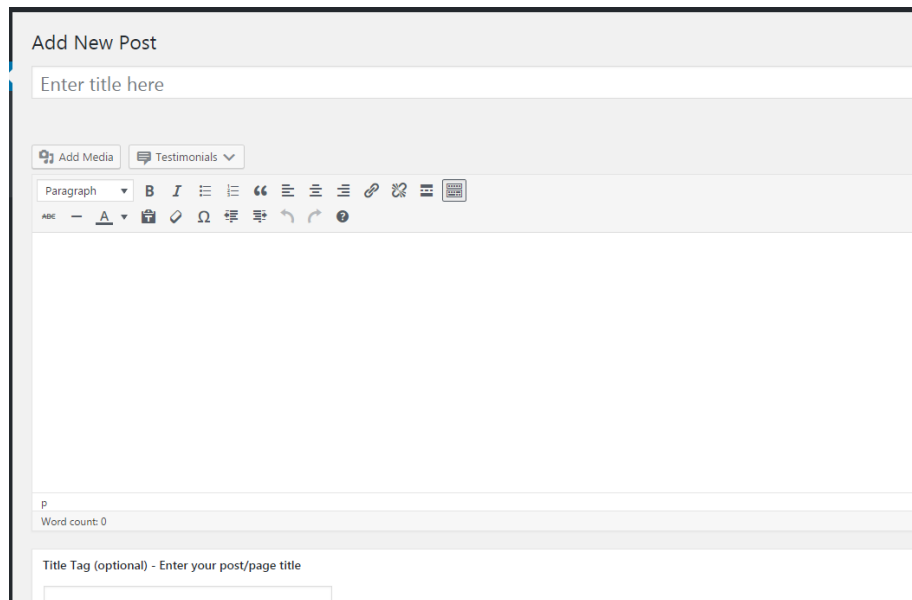 Add New Post
Enter title here
Add Media Testimonials
Paragraph B I
ABC A Ω
p
Word count: 0
Title Tag (optional) - Enter your post/page title